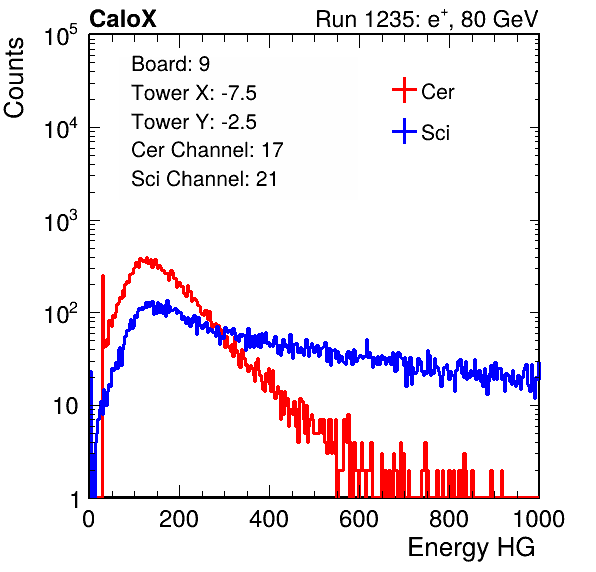 CaloX Run 1235: e⁺, 80 GeV
Counts
10⁵
10⁴
10³
10²
10
1
Board: 9
Tower X: -7.5
Tower Y: -2.5
Cer Channel: 17
Sci Channel: 21
Cer
Sci
0 200 400 600 800 1000
Energy HG